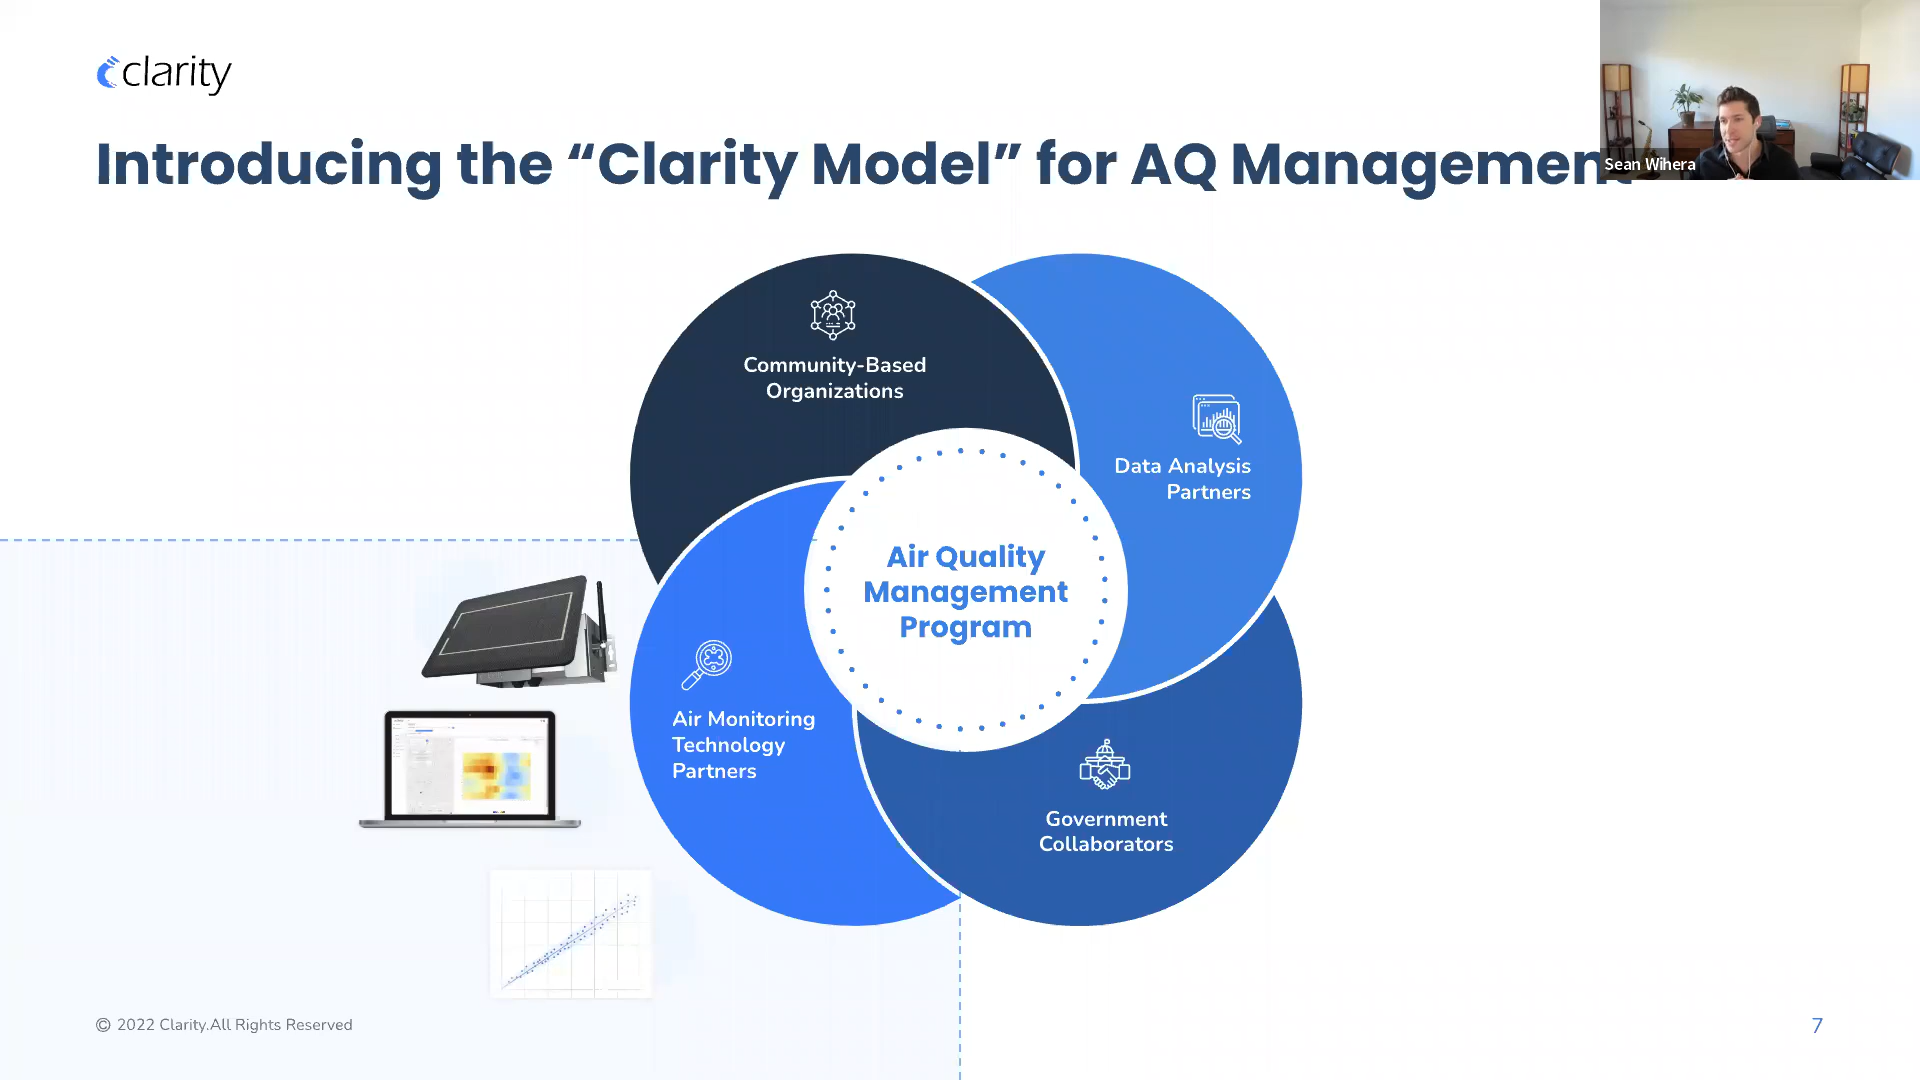 clarity
Introducing the “Clarity Model” for AQ Management
Sean Wihera
Community-Based
Organizations
Data Analysis
Partners
Air Quality
Management
Program
Air Monitoring
Technology
Partners
Government
Collaborators
© 2022 Clarity.All Rights Reserved
7